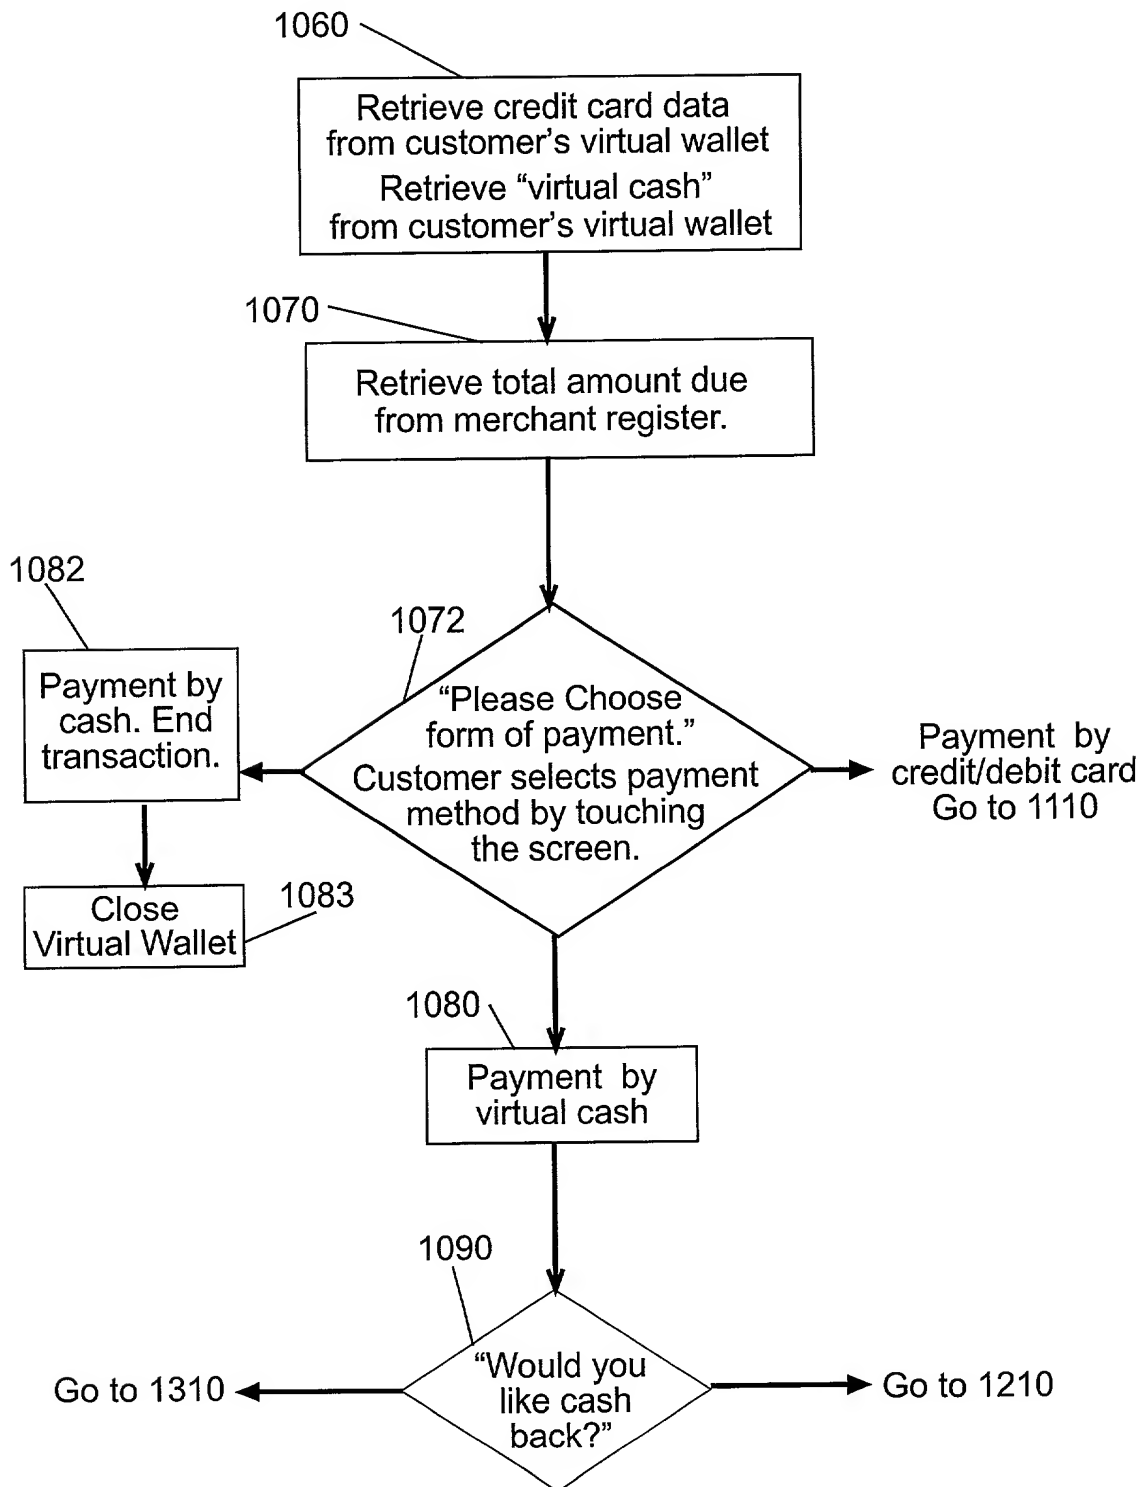 1060
Retrieve credit card data
from customer's virtual wallet
Retrieve “virtual cash”
from customer's virtual wallet
1070
Retrieve total amount due
from merchant register.
1082
1072
Payment by
cash. End
transaction.
“Please Choose
form of payment.”
Customer selects payment
method by touching
the screen.
Payment by
credit/debit card
Go to 1110
Close
Virtual Wallet
1083
1080
Payment by
virtual cash
1090
“Would you
like cash
back?”
Go to 1310
Go to 1210